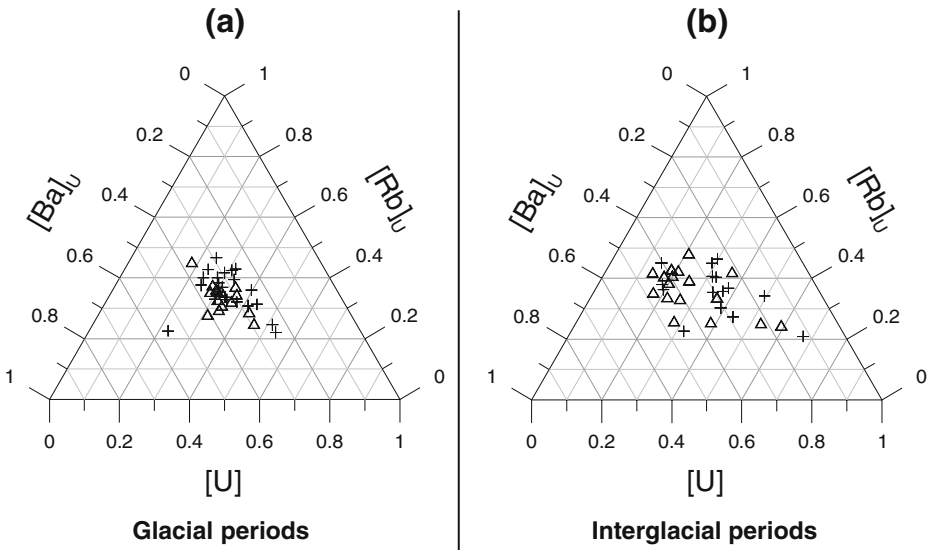 (a)
0 1
0.2 0.8
[Ba]U [Rb]U
0.4 0.6
0.6 0.4
0.8 0.2
1 0
0 0.2 0.4 0.6 0.8 1
[U]
Glacial periods
(b)
0 1
0.2 0.8
[Ba]U [Rb]U
0.4 0.6
0.6 0.4
0.8 0.2
1 0
0 0.2 0.4 0.6 0.8 1
[U]
Interglacial periods